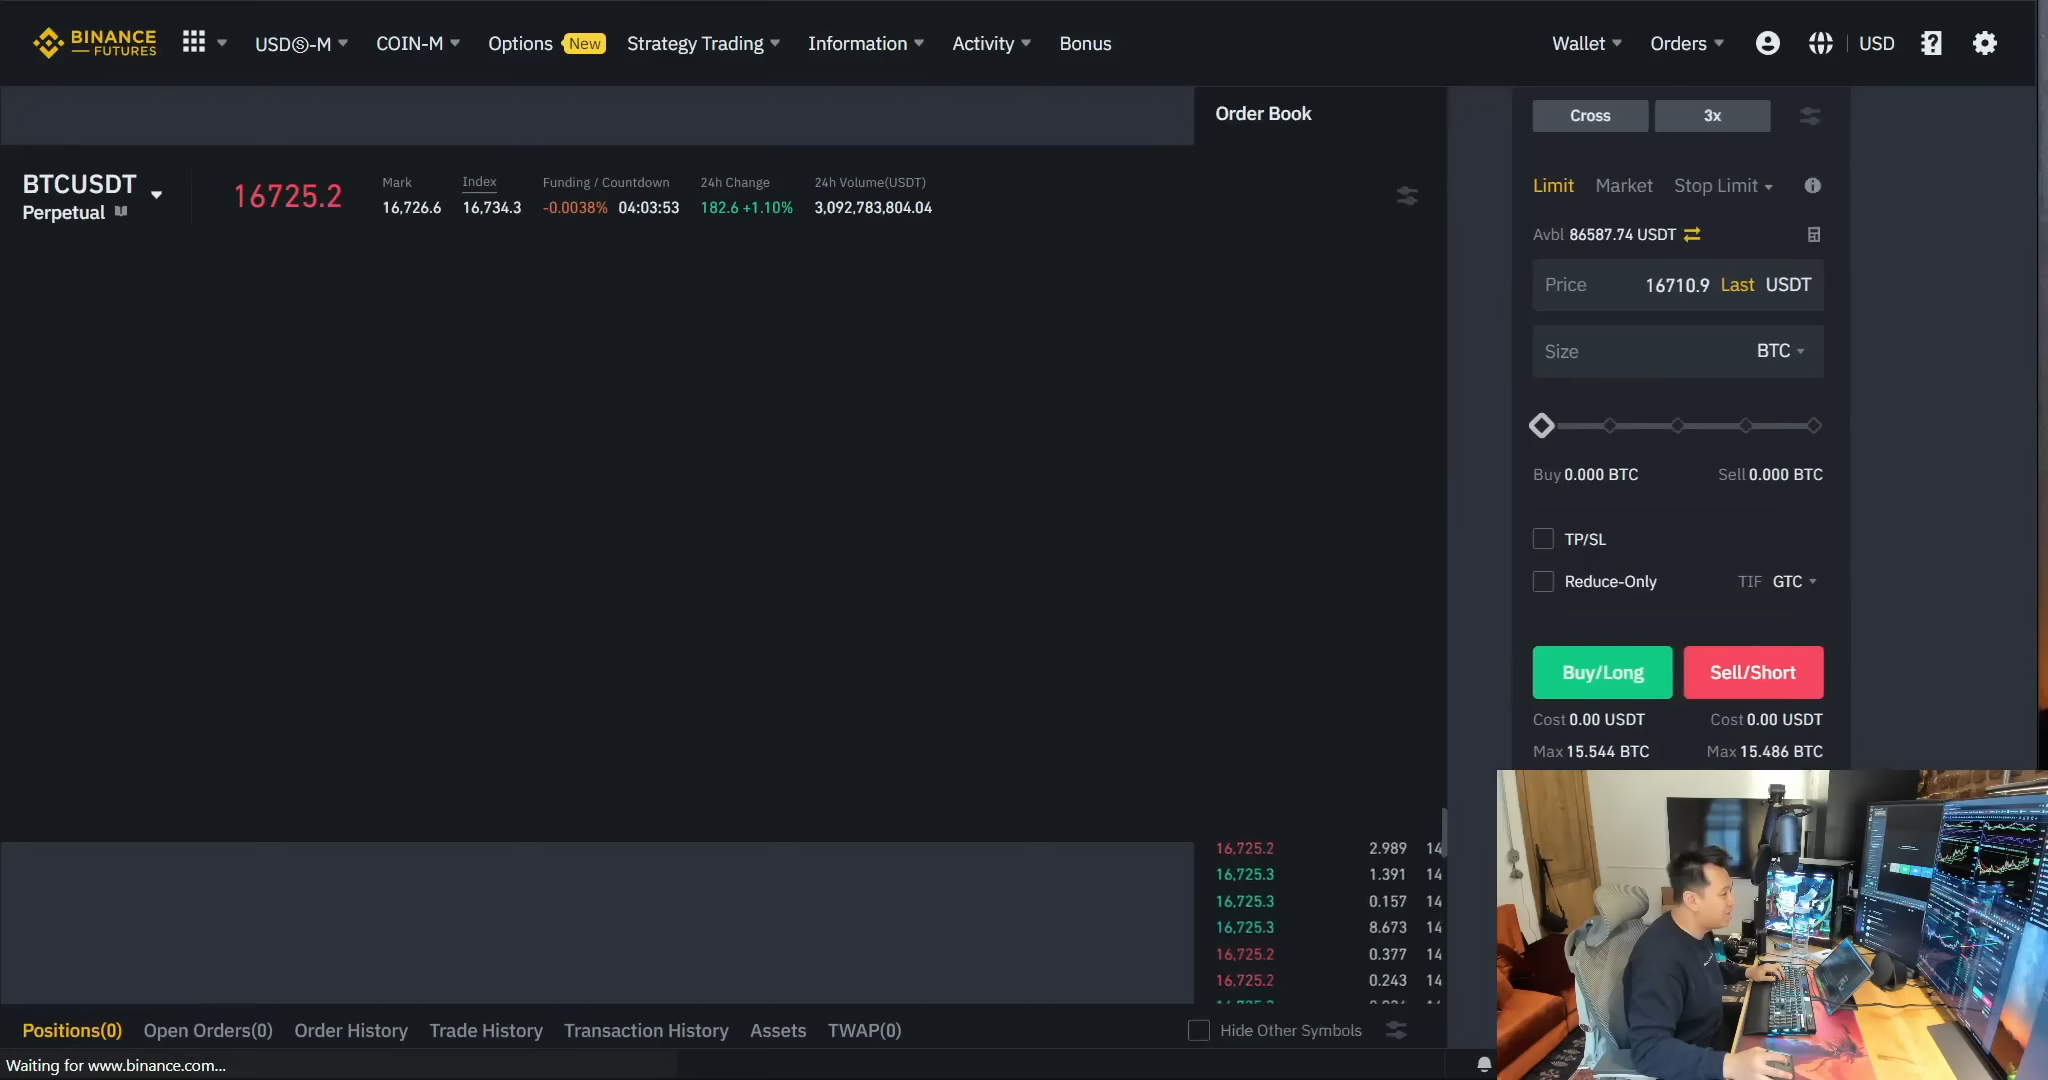 BINANCE
FUTURES
USDⓈ-M
COIN-M
Options New
Strategy Trading
Information
Activity
Bonus
Wallet
Orders
USD
Order Book
Cross
3x
BTCUSDT
Perpetual
16725.2
Mark
16,726.6
Index
16,734.3
Funding / Countdown
-0.0038% 04:03:53
24h Change
182.6 +1.10%
24h Volume(USDT)
3,092,783,804.04
Limit Market Stop Limit
Avbl 86587.74 USDT
Price 16710.9 Last USDT
Size BTC
Buy 0.000 BTC Sell 0.000 BTC
TP/SL
Reduce-Only TIF GTC
Buy/Long Sell/Short
Cost 0.00 USDT Cost 0.00 USDT
Max 15.544 BTC Max 15.486 BTC
16,725.2 2.989 14
16,725.3 1.391 14
16,725.3 0.157 14
16,725.3 8.673 14
16,725.2 0.377 14
16,725.2 0.243 14
Positions(0) Open Orders(0) Order History Trade History Transaction History Assets TWAP(0) Hide Other Symbols
Waiting for www.binance.com...